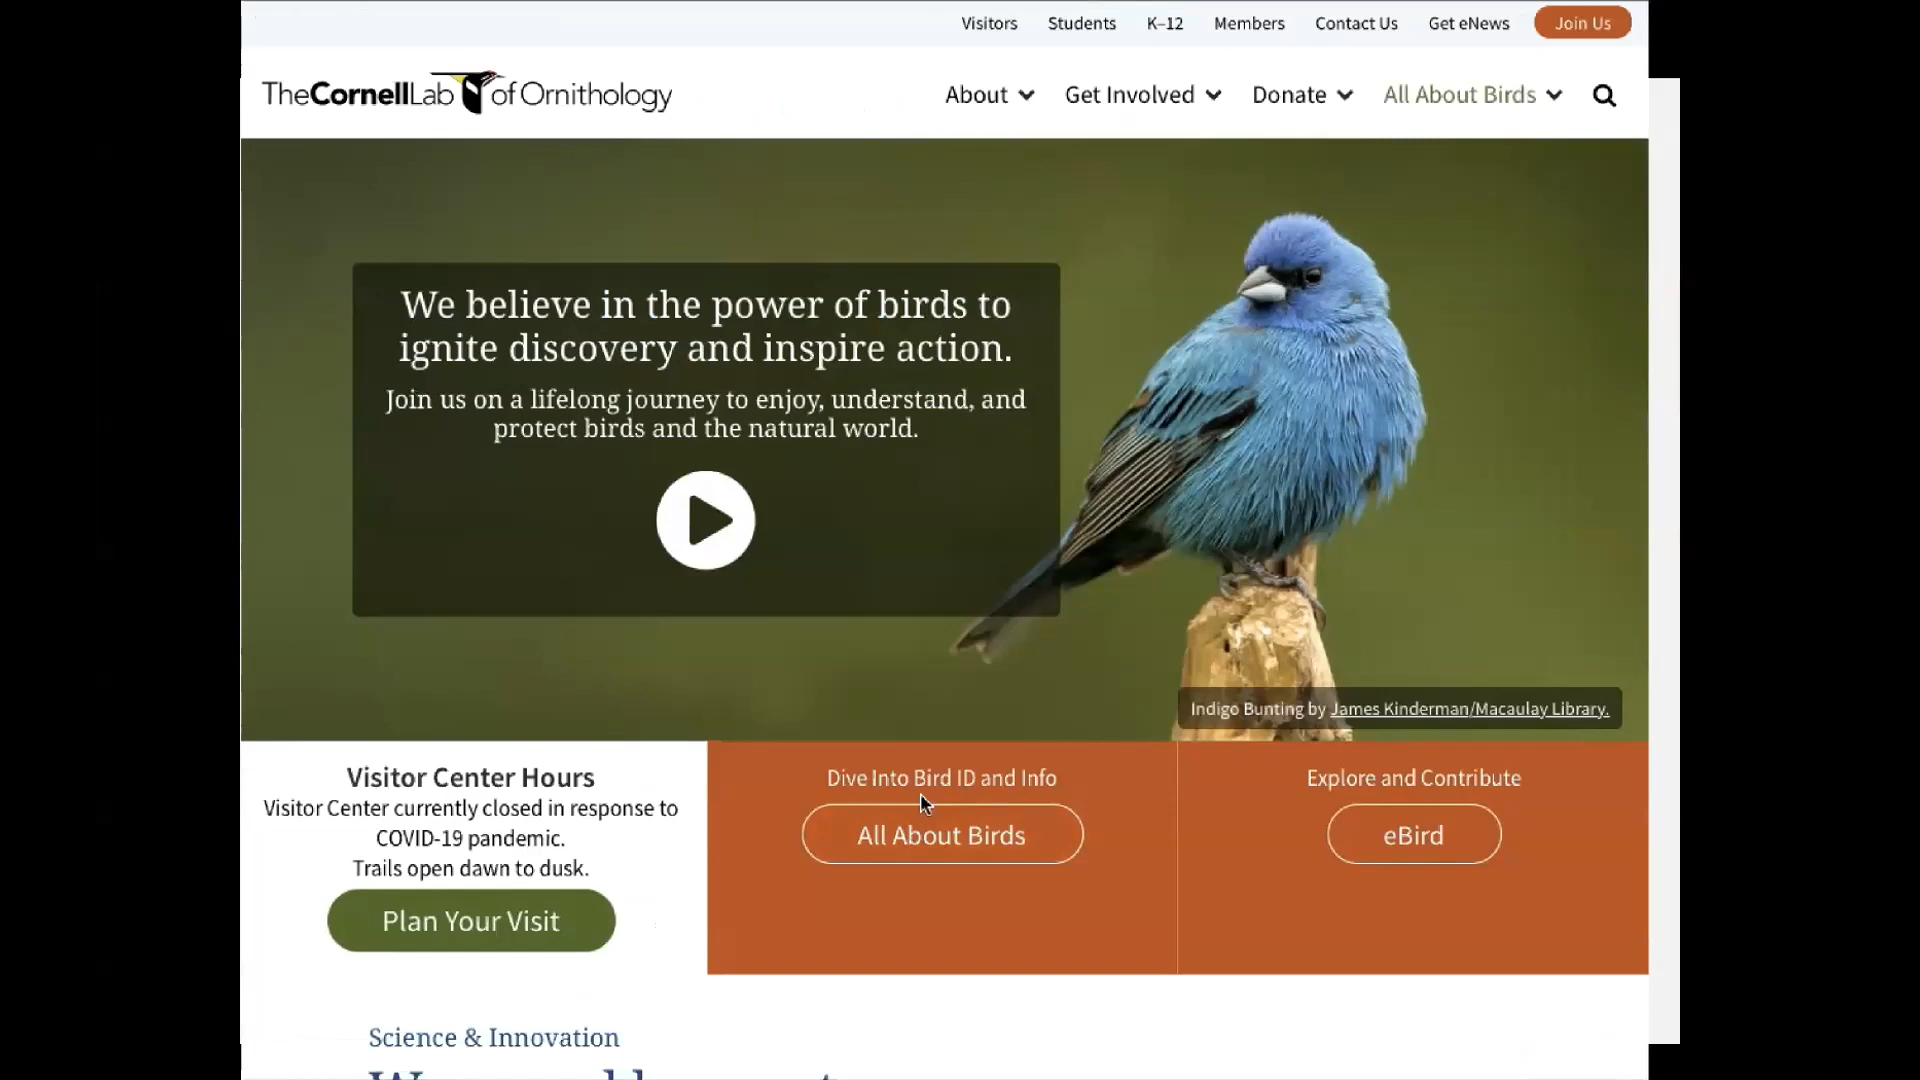 Visitors Students K–12 Members Contact Us Get eNews Join Us
TheCornellLab of Ornithology
About Get Involved Donate All About Birds
We believe in the power of birds to
ignite discovery and inspire action.
Join us on a lifelong journey to enjoy, understand, and
protect birds and the natural world.
Indigo Bunting by James Kinderman/Macaulay Library.
Visitor Center Hours
Visitor Center currently closed in response to
COVID-19 pandemic.
Trails open dawn to dusk.
Plan Your Visit
Dive Into Bird ID and Info
All About Birds
Explore and Contribute
eBird
Science & Innovation